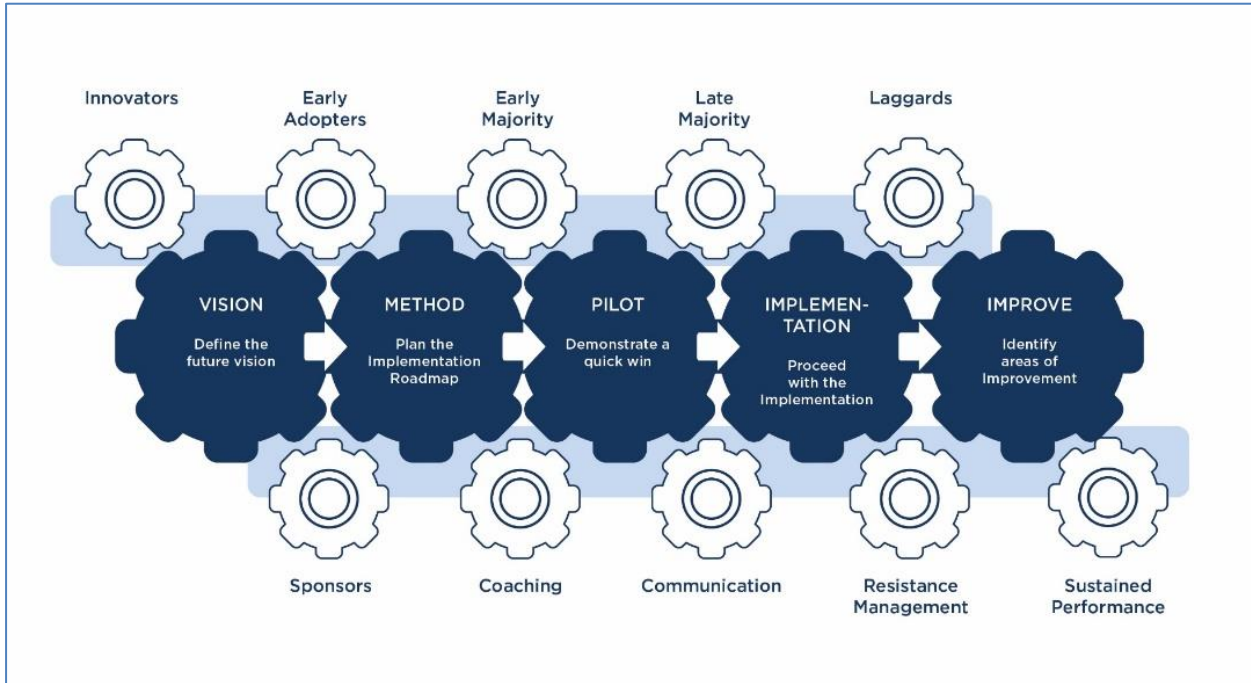 Innovators
Early
Adopters
Early
Majority
Late
Majority
Laggards
VISION
Define the
future vision
METHOD
Plan the
Implementation
Roadmap
PILOT
Demonstrate a
quick win
IMPLEMEN-
TATION
Proceed
with the
Implementation
IMPROVE
Identify
areas of
Improvement
Sponsors
Coaching
Communication
Resistance
Management
Sustained
Performance